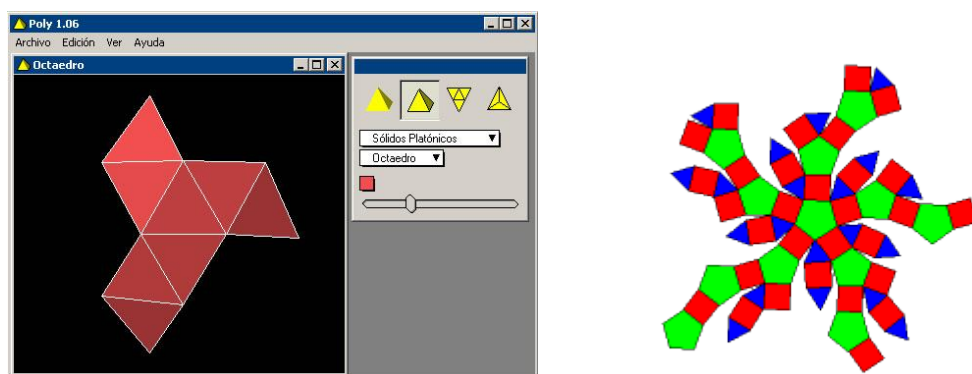 Poly 1.06
Archivo Edición Ver Ayuda
Octaedro
Sólidos Platónicos
Octaedro